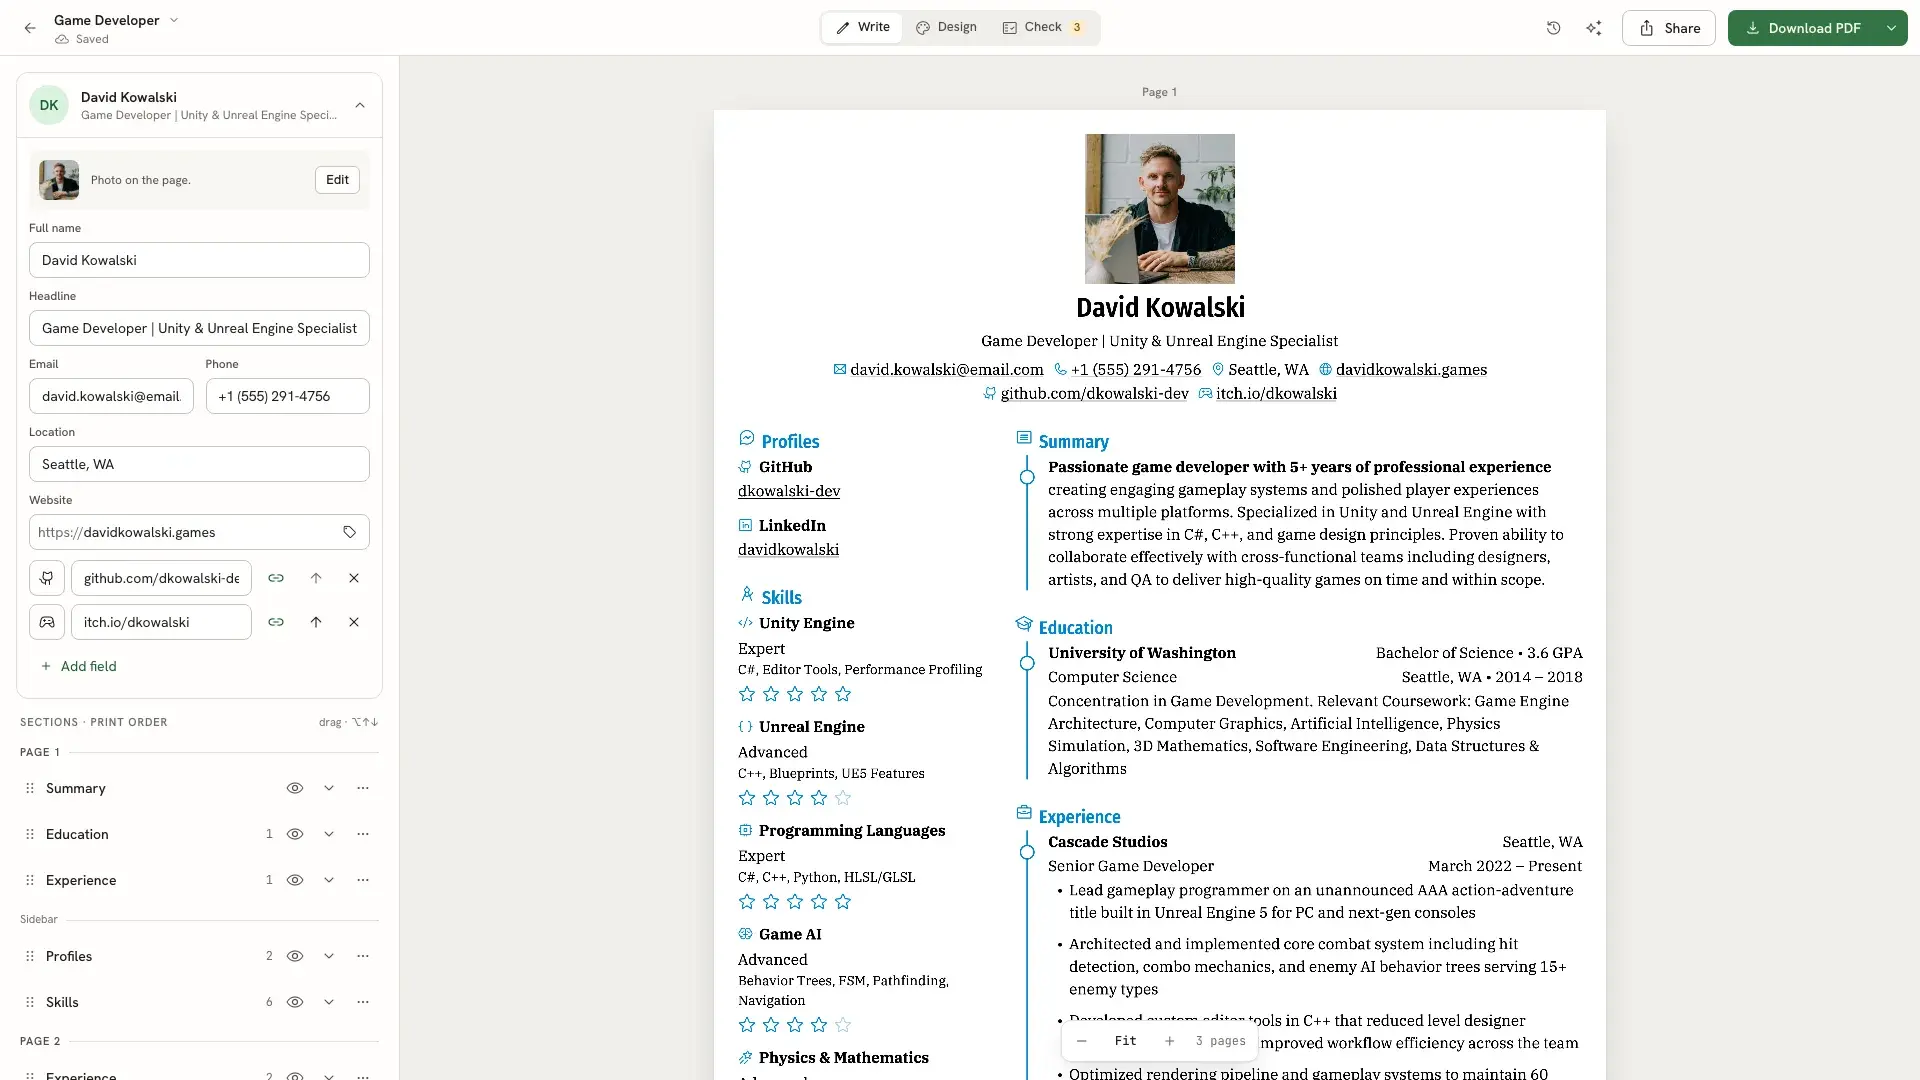 Game Developer
Saved
Write
Design
Check 3
Share
Download PDF
DK
David Kowalski
Game Developer | Unity & Unreal Engine Speci...
Photo on the page.
Edit
Full name
David Kowalski
Headline
Game Developer | Unity & Unreal Engine Specialist
Email
Phone
david.kowalski@email.
+1 (555) 291-4756
Location
Seattle, WA
Website
https://davidkowalski.games
github.com/dkowalski-de
itch.io/dkowalski
+ Add field
SECTIONS · PRINT ORDER
drag · ⌥↑↓
PAGE 1
Summary
Education 1
Experience 1
Sidebar
Profiles 2
Skills 6
PAGE 2
Experience 2
Page 1
David Kowalski
Game Developer | Unity & Unreal Engine Specialist
david.kowalski@email.com +1 (555) 291-4756 Seattle, WA davidkowalski.games
github.com/dkowalski-dev itch.io/dkowalski
Profiles
GitHub
dkowalski-dev
LinkedIn
davidkowalski
Skills
Unity Engine
Expert
C#, Editor Tools, Performance Profiling
Unreal Engine
Advanced
C++, Blueprints, UE5 Features
Programming Languages
Expert
C#, C++, Python, HLSL/GLSL
Game AI
Advanced
Behavior Trees, FSM, Pathfinding,
Navigation
Physics & Mathematics
Summary
Passionate game developer with 5+ years of professional experience
creating engaging gameplay systems and polished player experiences
across multiple platforms. Specialized in Unity and Unreal Engine with
strong expertise in C#, C++, and game design principles. Proven ability to
collaborate effectively with cross-functional teams including designers,
artists, and QA to deliver high-quality games on time and within scope.
Education
University of Washington Bachelor of Science • 3.6 GPA
Computer Science Seattle, WA • 2014 – 2018
Concentration in Game Development. Relevant Coursework: Game Engine
Architecture, Computer Graphics, Artificial Intelligence, Physics
Simulation, 3D Mathematics, Software Engineering, Data Structures &
Algorithms
Experience
Cascade Studios Seattle, WA
Senior Game Developer March 2022 – Present
• Lead gameplay programmer on an unannounced AAA action-adventure
title built in Unreal Engine 5 for PC and next-gen consoles
• Architected and implemented core combat system including hit
detection, combo mechanics, and enemy AI behavior trees serving 15+
enemy types
• Developed custom editor tools in C++ that reduced level designer
improved workflow efficiency across the team
• Optimized rendering pipeline and gameplay systems to maintain 60
− Fit + 3 pages